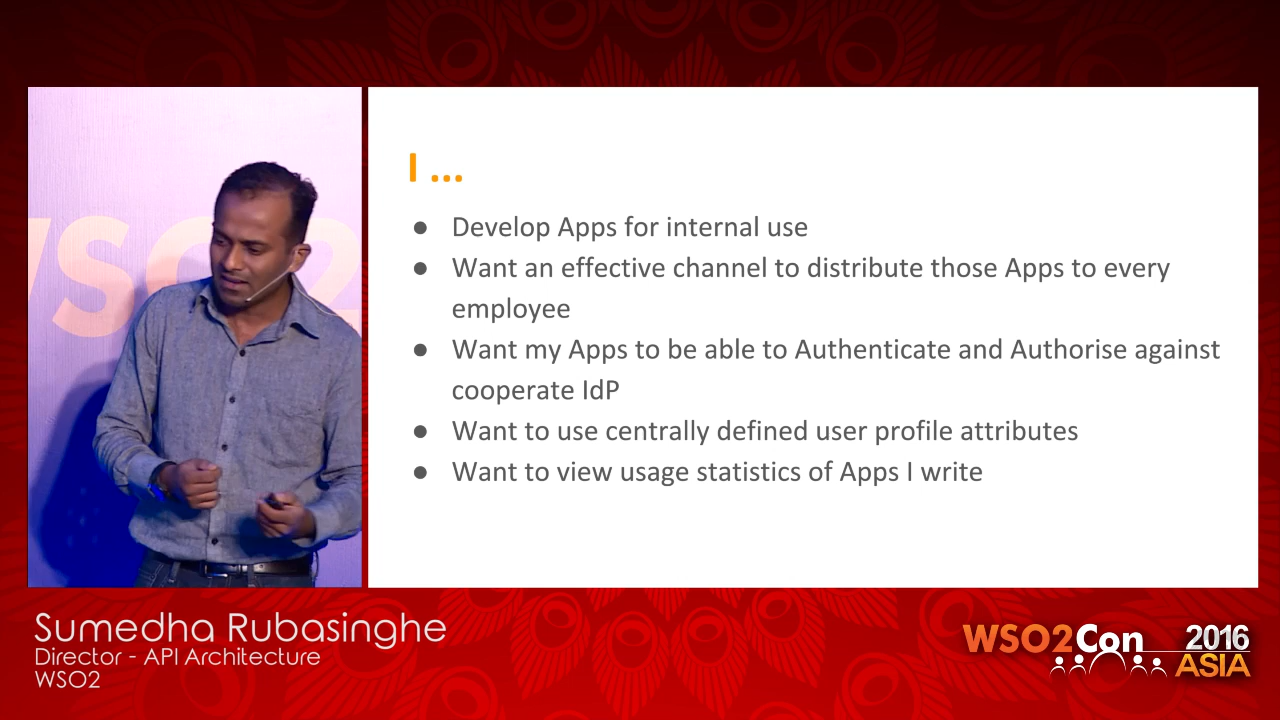 WSO2
I ...
● Develop Apps for internal use
● Want an effective channel to distribute those Apps to every
employee
● Want my Apps to be able to Authenticate and Authorise against
cooperate IdP
● Want to use centrally defined user profile attributes
● Want to view usage statistics of Apps I write
Sumedha Rubasinghe
Director - API Architecture
WSO2
WSO2Con 2016
ASIA